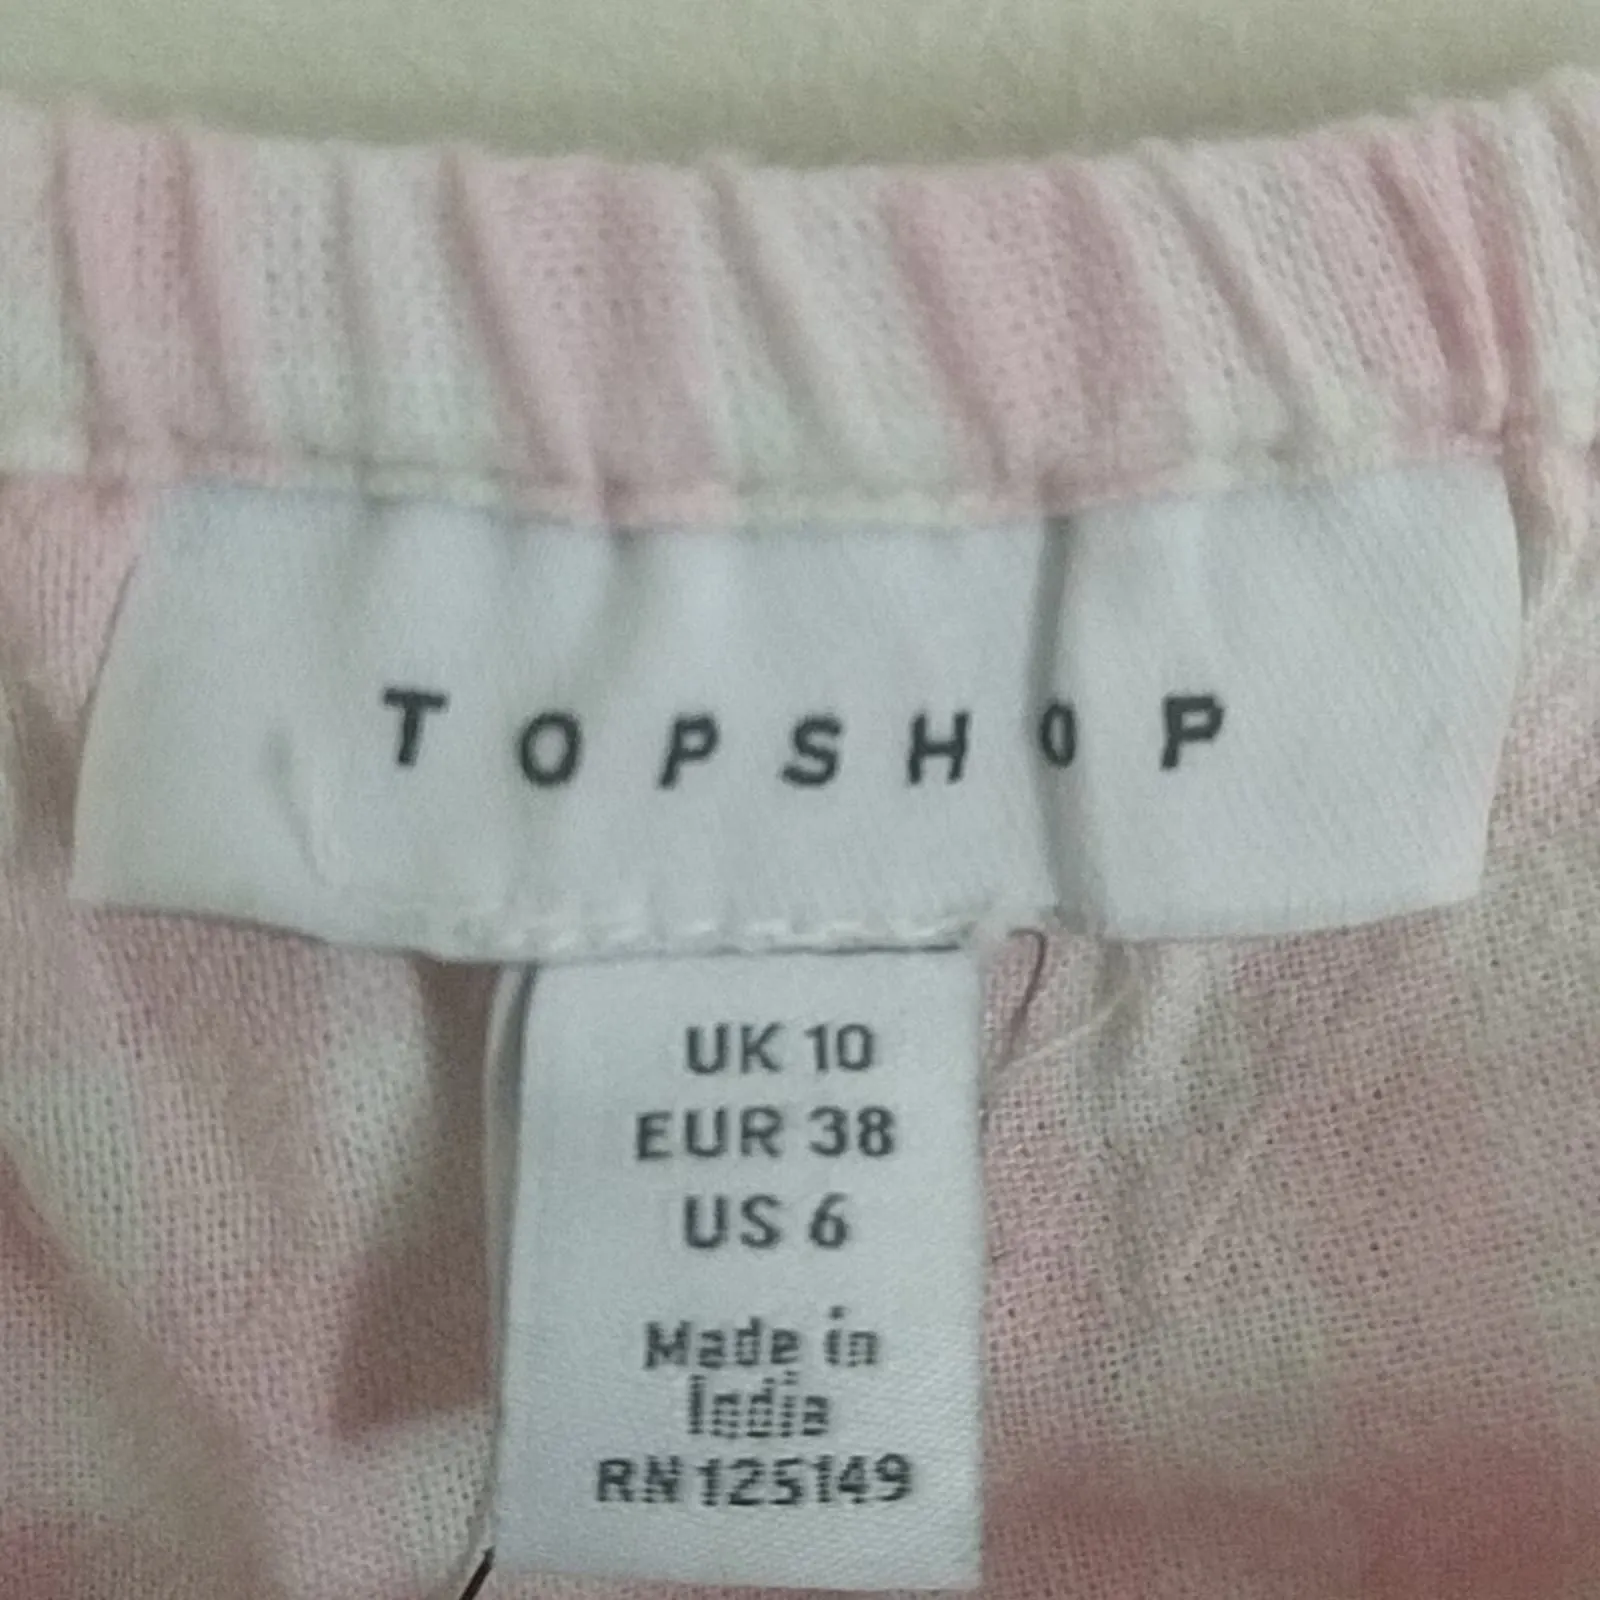 TOPSHOP
UK 10
EUR 38
US 6
Made in
India
RN 125149